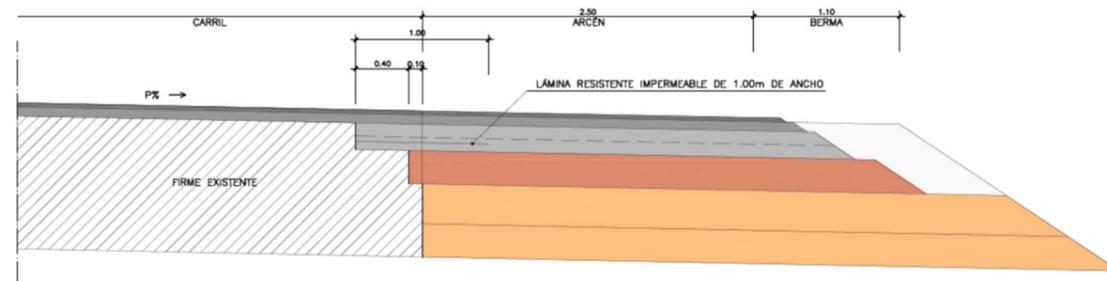 2.50
1.10
CARRIL
ARCÉN
BERMA
1.00
0.40
0.10
LÁMINA RESISTENTE IMPERMEABLE DE 1.00m DE ANCHO
P%
FIRME EXISTENTE